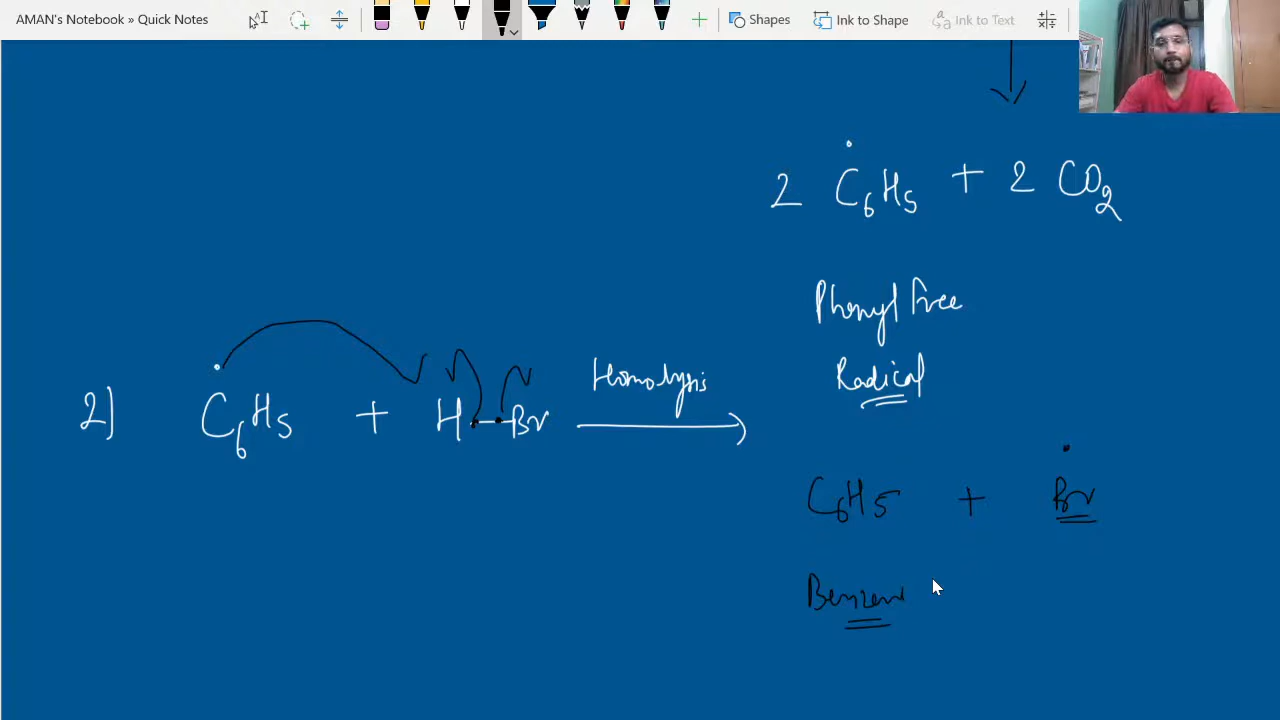 AMAN's Notebook » Quick Notes
Shapes
Ink to Shape
Ink to Text
2 C6H5 + 2 CO2
Phenyl Free
Radical
2) C6H5 + H-Br Homolysis
C6H5 + Br
Benzene